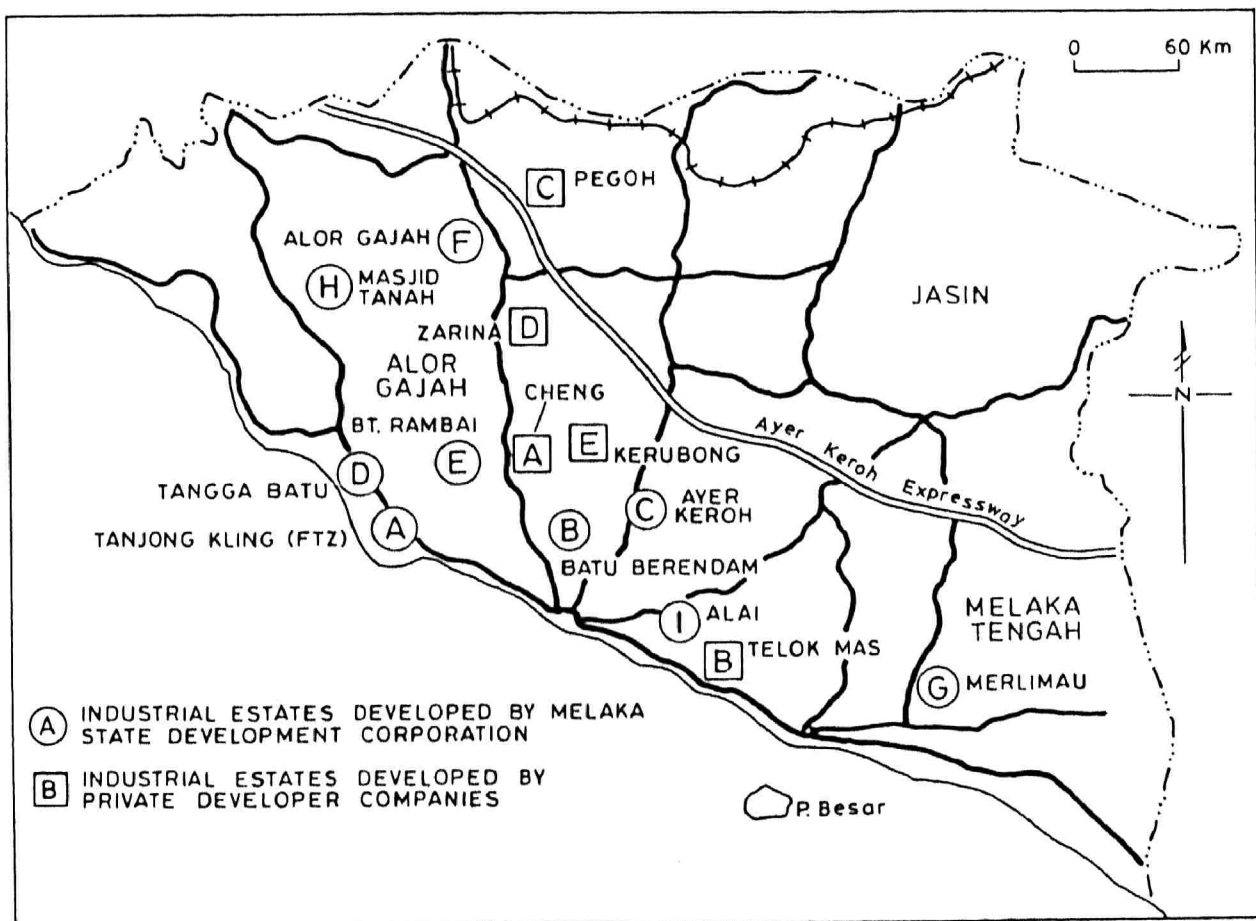 0 60 Km
C PEGOH
ALOR GAJAH F
H MASJID
TANAH
JASIN
ZARINA D
ALOR
GAJAH
CHENG
BT. RAMBAI
E
A
E
KERUBONG
Ayer Keroh Expressway
N
D
TANGGA BATU
C AYER
KEROH
TANJONG KLING (FTZ) A
B
BATU BERENDAM
I ALAI
MELAKA
TENGAH
B TELOK MAS
G MERLIMAU
A INDUSTRIAL ESTATES DEVELOPED BY MELAKA
STATE DEVELOPMENT CORPORATION
B INDUSTRIAL ESTATES DEVELOPED BY
PRIVATE DEVELOPER COMPANIES
P. Besar